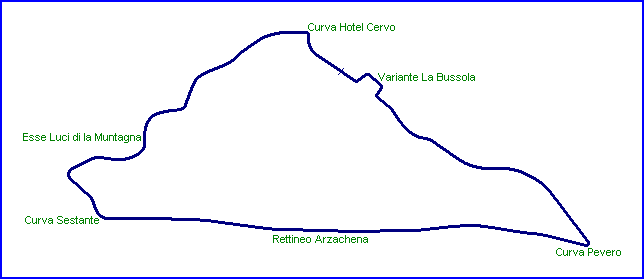 Curva Hotel Cervo
Variante La Bussola
Esse Luci di la Muntagna
Curva Sestante
Rettineo Arzachena
Curva Pevero